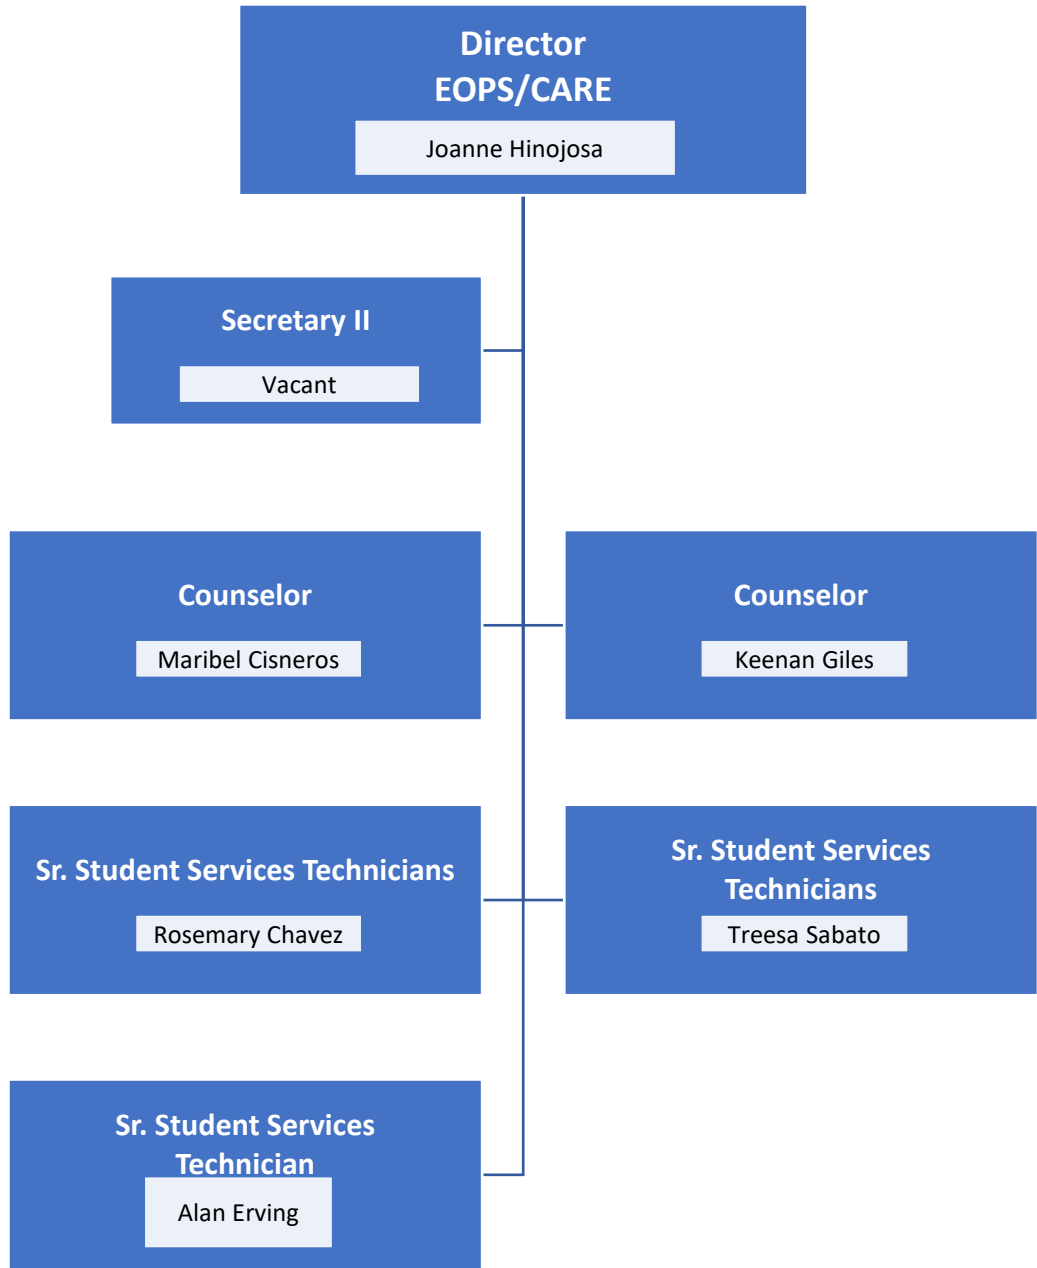 Director
EOPS/CARE
Joanne Hinojosa
Secretary II
Vacant
Counselor
Maribel Cisneros
Counselor
Keenan Giles
Sr. Student Services Technicians
Rosemary Chavez
Sr. Student Services
Technicians
Treesa Sabato
Sr. Student Services
Technician
Alan Erving